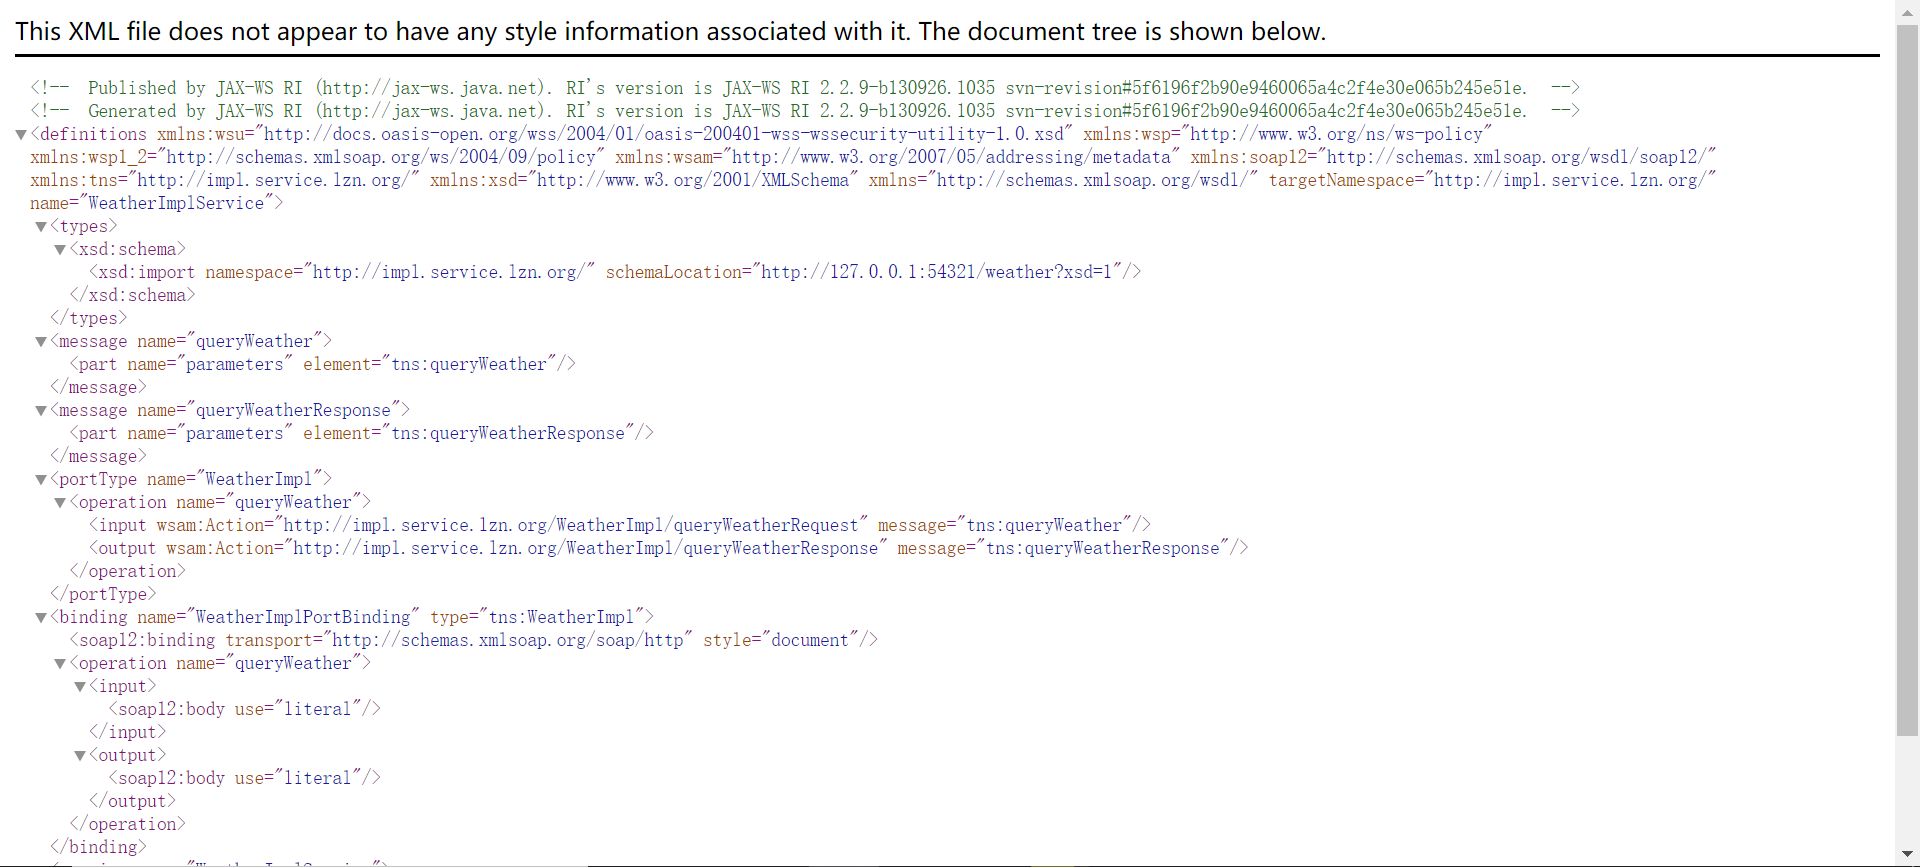 This XML file does not appear to have any style information associated with it. The document tree is shown below.
<!-- Published by JAX-WS RI (http://jax-ws.java.net). RI's version is JAX-WS RI 2.2.9-b130926.1035 svn-revision#5f6196f2b90e9460065a4c2f4e30e065b245e51e. -->
<!-- Generated by JAX-WS RI (http://jax-ws.java.net). RI's version is JAX-WS RI 2.2.9-b130926.1035 svn-revision#5f6196f2b90e9460065a4c2f4e30e065b245e51e. -->
▼<definitions xmlns:wsu="http://docs.oasis-open.org/wss/2004/01/oasis-200401-wss-wssecurity-utility-1.0.xsd" xmlns:wsp="http://www.w3.org/ns/ws-policy"
xmlns:wsp1_2="http://schemas.xmlsoap.org/ws/2004/09/policy" xmlns:wsam="http://www.w3.org/2007/05/addressing/metadata" xmlns:soap12="http://schemas.xmlsoap.org/wsdl/soap12/"
xmlns:tns="http://impl.service.lzn.org/" xmlns:xsd="http://www.w3.org/2001/XMLSchema" xmlns="http://schemas.xmlsoap.org/wsdl/" targetNamespace="http://impl.service.lzn.org/"
name="WeatherImplService">
▼<types>
▼<xsd:schema>
<xsd:import namespace="http://impl.service.lzn.org/" schemaLocation="http://127.0.0.1:54321/weather?xsd=1"/>
</xsd:schema>
</types>
▼<message name="queryWeather">
<part name="parameters" element="tns:queryWeather"/>
</message>
▼<message name="queryWeatherResponse">
<part name="parameters" element="tns:queryWeatherResponse"/>
</message>
▼<portType name="WeatherImpl">
▼<operation name="queryWeather">
<input wsam:Action="http://impl.service.lzn.org/WeatherImpl/queryWeatherRequest" message="tns:queryWeather"/>
<output wsam:Action="http://impl.service.lzn.org/WeatherImpl/queryWeatherResponse" message="tns:queryWeatherResponse"/>
</operation>
</portType>
▼<binding name="WeatherImplPortBinding" type="tns:WeatherImpl">
<soap12:binding transport="http://schemas.xmlsoap.org/soap/http" style="document"/>
▼<operation name="queryWeather">
▼<input>
<soap12:body use="literal"/>
</input>
▼<output>
<soap12:body use="literal"/>
</output>
</operation>
</binding>